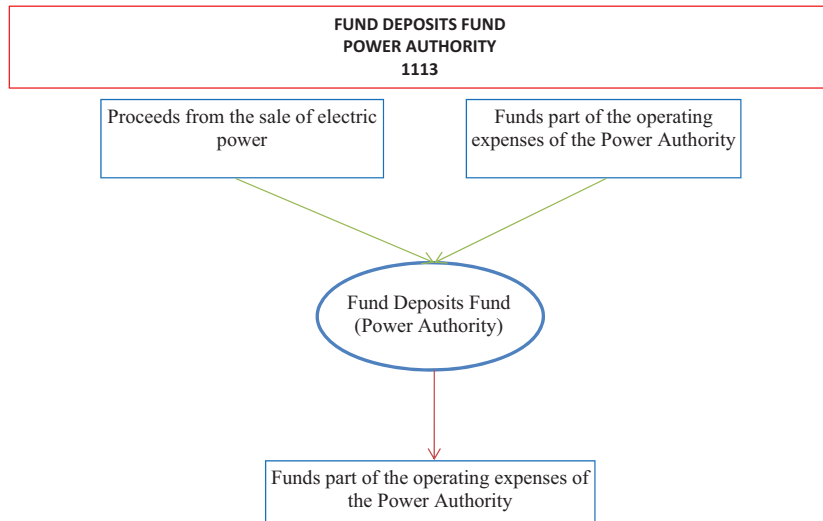 FUND DEPOSITS FUND
POWER AUTHORITY
1113
Proceeds from the sale of electric
power
Funds part of the operating
expenses of the Power Authority
Fund Deposits Fund
(Power Authority)
Funds part of the operating expenses of
the Power Authority